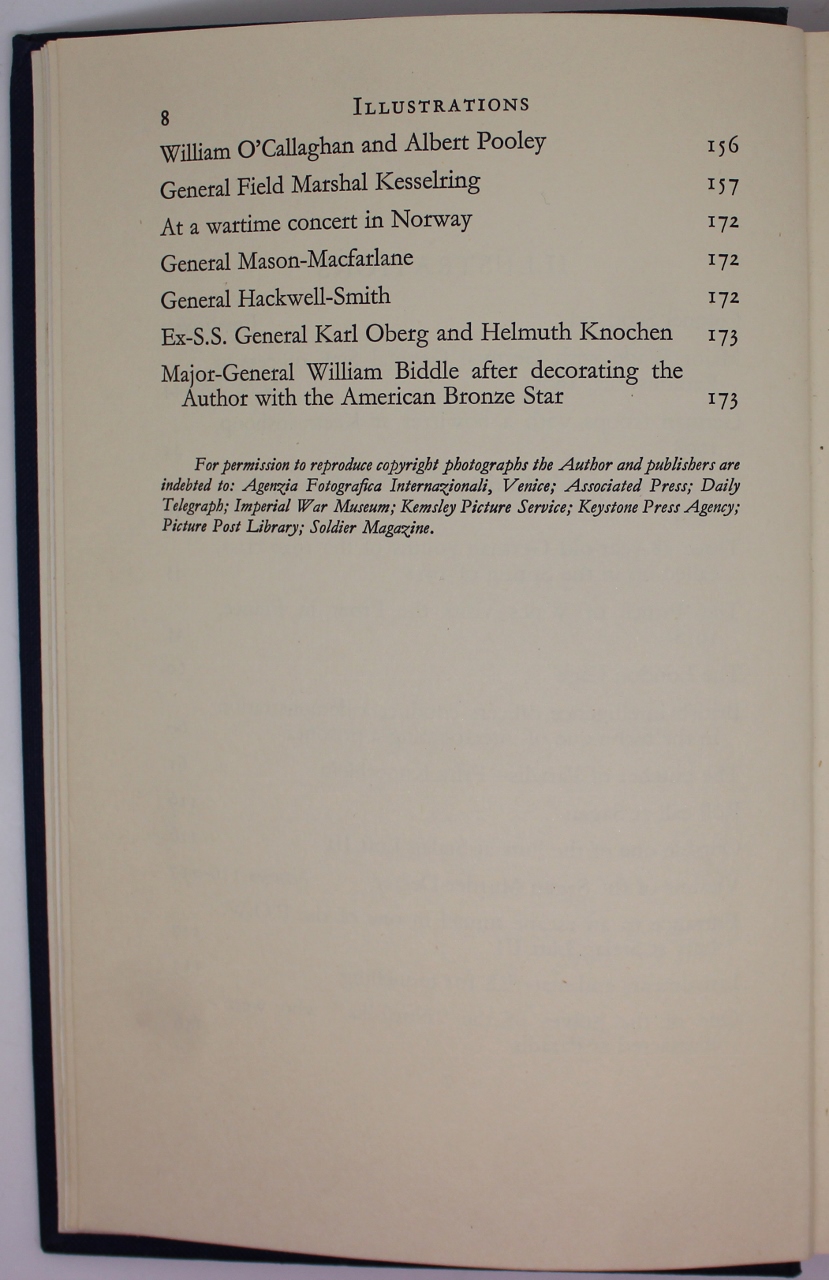 8 ILLUSTRATIONS
William O'Callaghan and Albert Pooley 156
General Field Marshal Kesselring 157
At a wartime concert in Norway 172
General Mason-Macfarlane 172
General Hackwell-Smith 172
Ex-S.S. General Karl Oberg and Helmuth Knochen 173
Major-General William Biddle after decorating the
Author with the American Bronze Star 173
For permission to reproduce copyright photographs the Author and publishers are
indebted to: Agenzia Fotografica Internazionali, Venice; Associated Press; Daily
Telegraph; Imperial War Museum; Kemsley Picture Service; Keystone Press Agency;
Picture Post Library; Soldier Magazine.